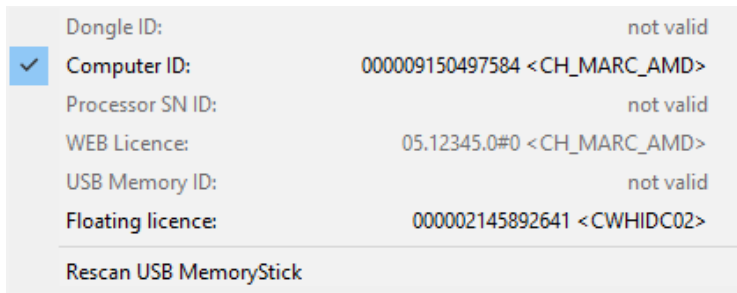 Dongle ID: not valid
Computer ID: 000009150497584 <CH_MARC_AMD>
Processor SN ID: not valid
WEB Licence: 05.12345.0#0 <CH_MARC_AMD>
USB Memory ID: not valid
Floating licence: 000002145892641 <CWHIDC02>
Rescan USB MemoryStick